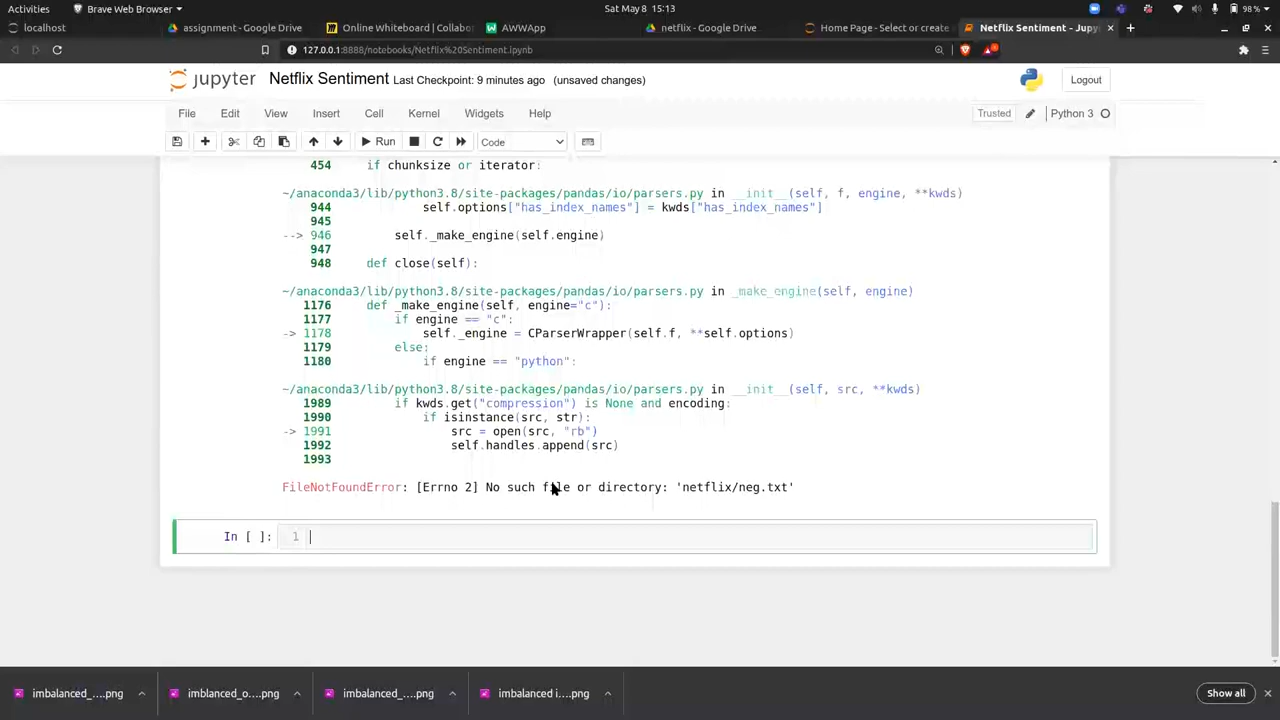 Activities Brave Web Browser Sat May 8 15:13 98%
localhost assignment - Google Drive Online Whiteboard | Collabo AWWApp netflix - Google Drive Home Page - Select or create Netflix Sentiment - Jupyt
127.0.0.1:8888/notebooks/Netflix%20Sentiment.ipynb
jupyter Netflix Sentiment Last Checkpoint: 9 minutes ago (unsaved changes) Logout
File Edit View Insert Cell Kernel Widgets Help Trusted Python 3
Run Code
454 if chunksize or iterator:
~/anaconda3/lib/python3.8/site-packages/pandas/io/parsers.py in __init__(self, f, engine, **kwds)
944 self.options["has_index_names"] = kwds["has_index_names"]
945
--> 946 self._make_engine(self.engine)
947
948 def close(self):
~/anaconda3/lib/python3.8/site-packages/pandas/io/parsers.py in _make_engine(self, engine)
1176 def _make_engine(self, engine="c"):
1177 if engine == "c":
-> 1178 self._engine = CParserWrapper(self.f, **self.options)
1179 else:
1180 if engine == "python":
~/anaconda3/lib/python3.8/site-packages/pandas/io/parsers.py in __init__(self, src, **kwds)
1989 if kwds.get("compression") is None and encoding:
1990 if isinstance(src, str):
-> 1991 src = open(src, "rb")
1992 self.handles.append(src)
1993
FileNotFoundError: [Errno 2] No such file or directory: 'netflix/neg.txt'
In [ ]: 1
imbalanced_....png imblanced_o....png imbalanced_....png imbalanced i....png Show all